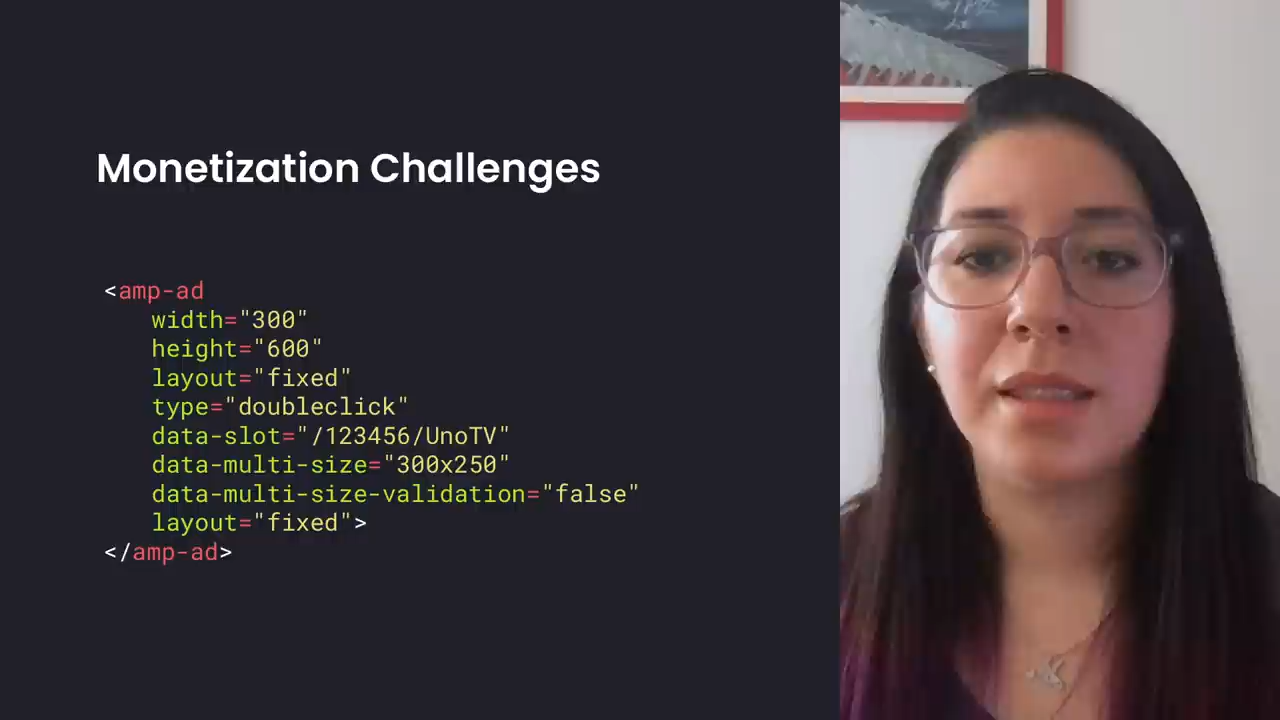 Monetization Challenges
<amp-ad
width="300"
height="600"
layout="fixed"
type="doubleclick"
data-slot="/123456/UnoTV"
data-multi-size="300x250"
data-multi-size-validation="false"
layout="fixed">
</amp-ad>